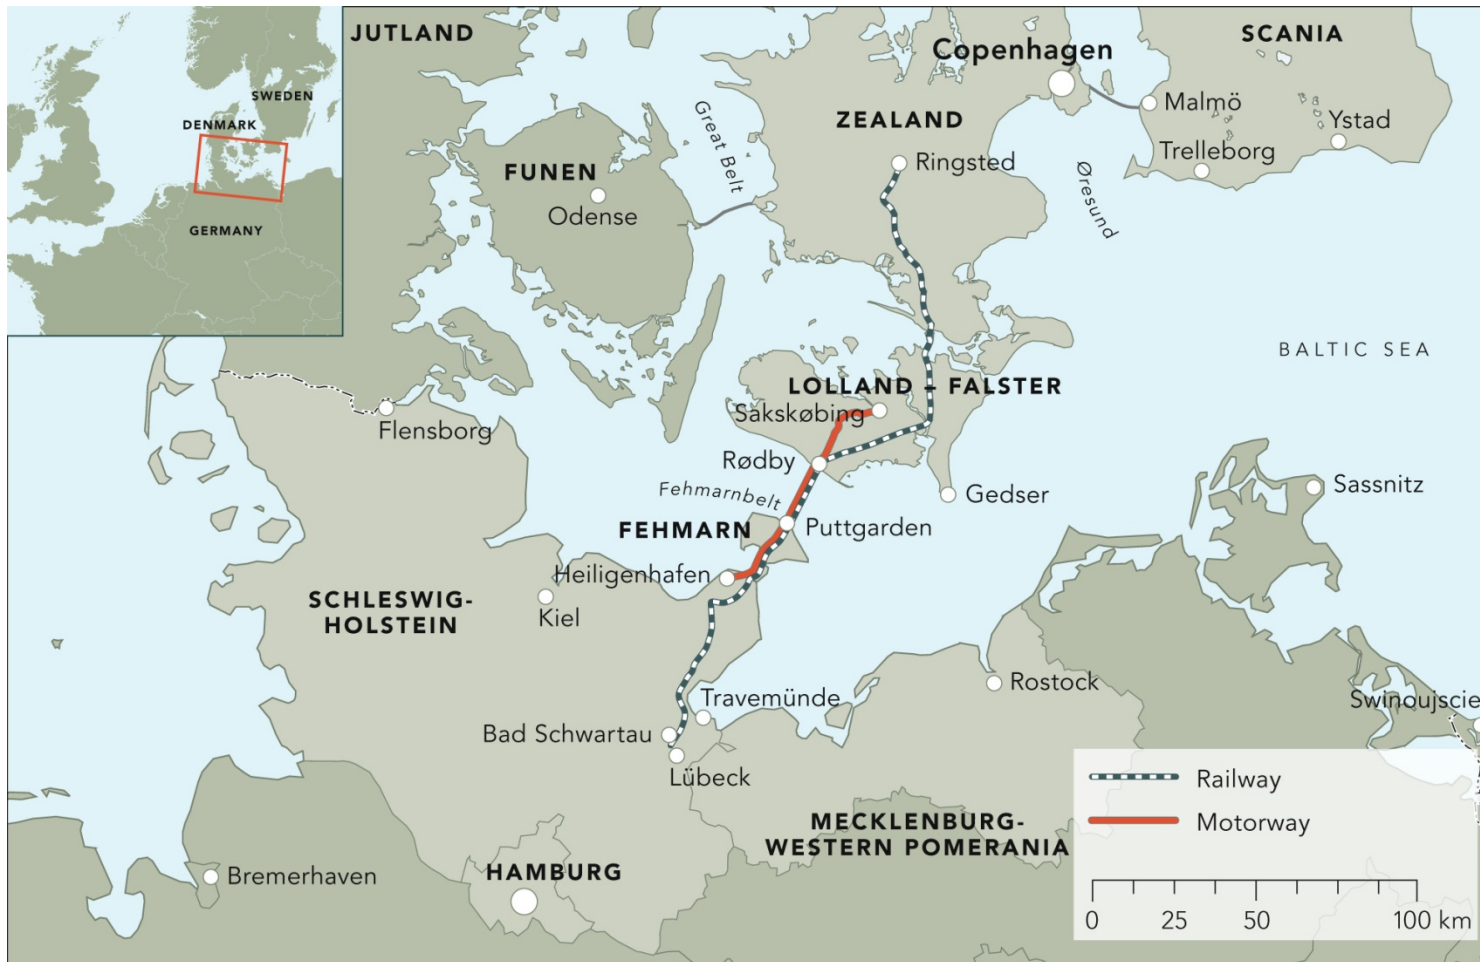 JUTLAND
SCANIA
Copenhagen
SWEDEN
DENMARK
GERMANY
Malmö
Ystad
Trelleborg
ZEALAND
Great Belt
Ringsted
FUNEN
Odense
Øresund
BALTIC SEA
LOLLAND – FALSTER
Sakskøbing
Flensborg
Rødby
Fehmarnbelt
Gedser
Sassnitz
FEHMARN
Puttgarden
Heiligenhafen
SCHLESWIG-
HOLSTEIN
Kiel
Travemünde
Rostock
Swinoujscie
Bad Schwartau
Lübeck
Railway
Motorway
MECKLENBURG-
WESTERN POMERANIA
HAMBURG
Bremerhaven
0 25 50 100 km